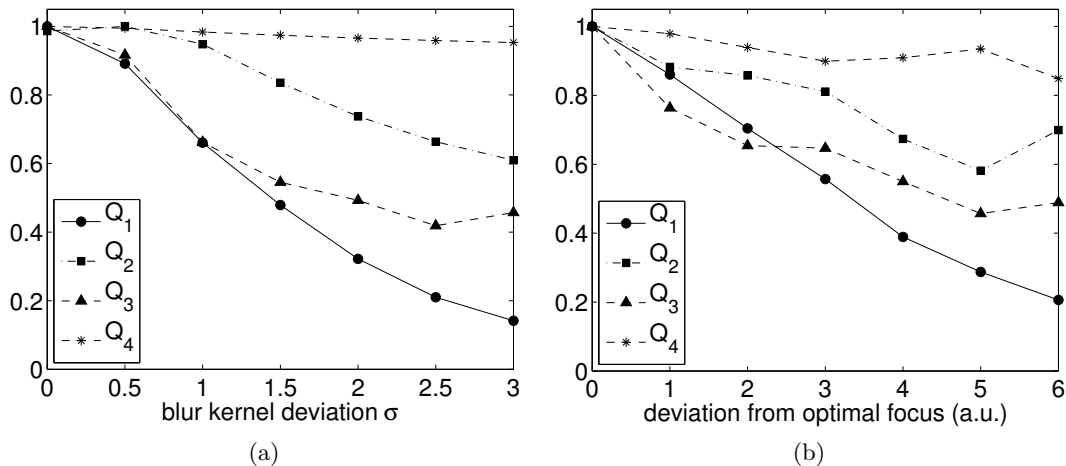 1
0.8
0.6
0.4
0.2
0
Q1
Q2
Q3
Q4
0 0.5 1 1.5 2 2.5 3
blur kernel deviation σ
(a)
1
0.8
0.6
0.4
0.2
0
Q1
Q2
Q3
Q4
0 1 2 3 4 5 6
deviation from optimal focus (a.u.)
(b)